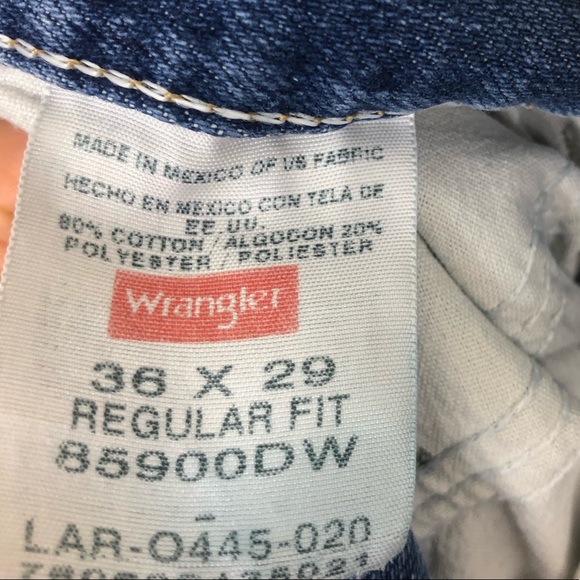 MADE IN MEXICO OF US FABRIC
HECHO EN MEXICO CON TELA DE
EE UU.
80% COTTON/ALGODON 20%
POLYESTER / POLIESTER
Wrangler
36 X 29
REGULAR FIT
85900DW
LAR-0445-020